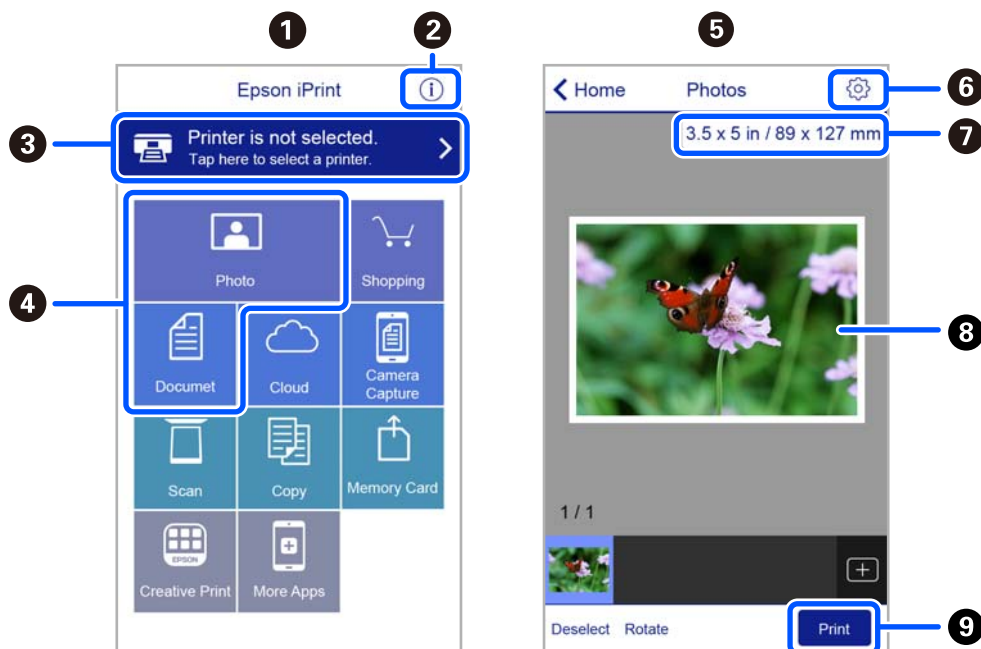 1
2
Epson iPrint
3
Printer is not selected.
Tap here to select a printer.
4
Photo
Shopping
Documet
Cloud
Camera
Capture
Scan
Copy
Memory Card
EPSON
Creative Print
More Apps
5
Home
Photos
6
3.5 x 5 in / 89 x 127 mm
7
8
1 / 1
Deselect
Rotate
Print
9